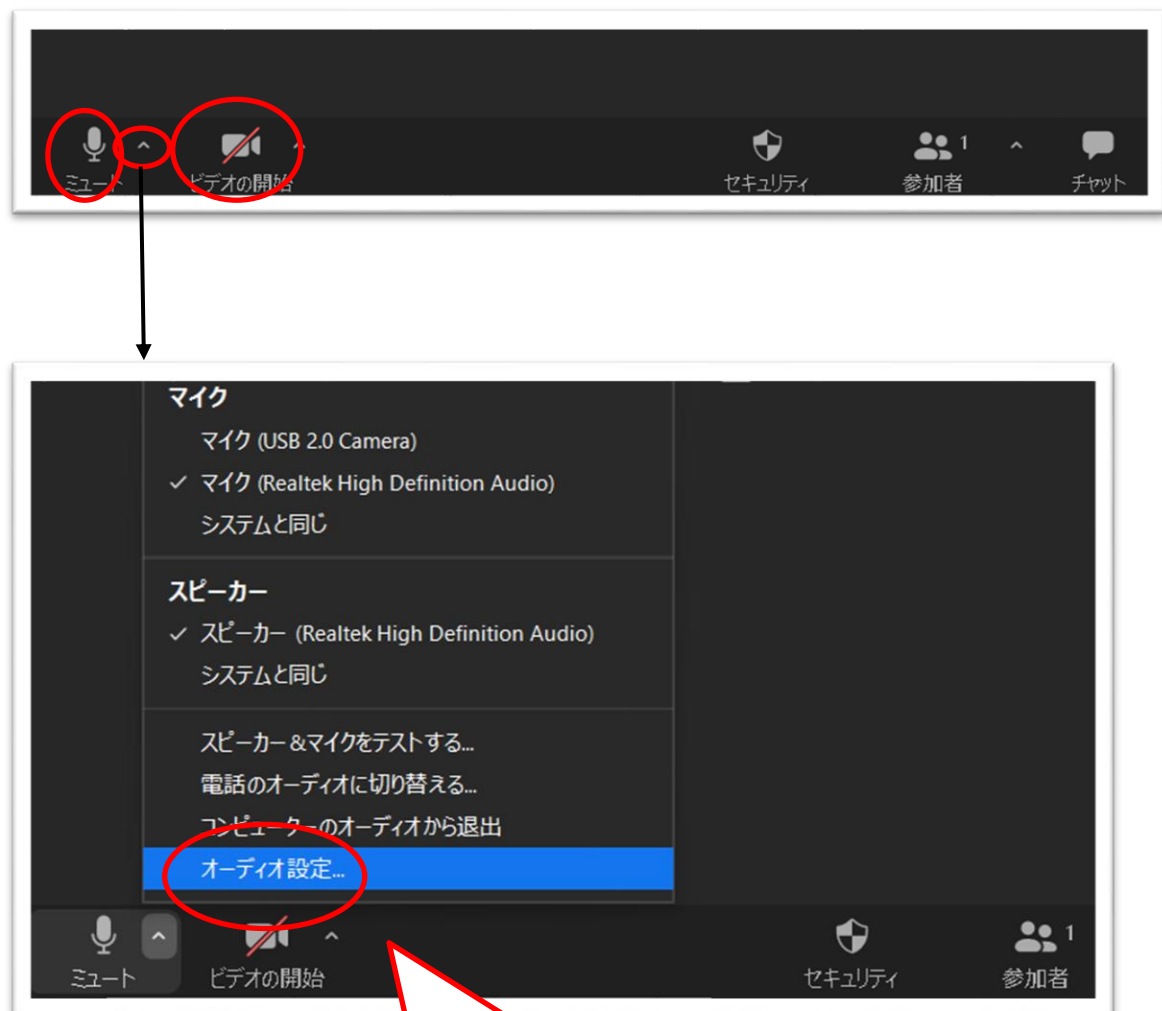 1
ミュート ビデオの開始 セキュリティ 参加者 チャット
マイク
マイク (USB 2.0 Camera)
✓ マイク (Realtek High Definition Audio)
システムと同じ
スピーカー
✓ スピーカー (Realtek High Definition Audio)
システムと同じ
スピーカー&マイクをテストする...
電話のオーディオに切り替える...
コンピューターのオーディオから退出
オーディオ設定...
1
ミュート ビデオの開始 セキュリティ 参加者